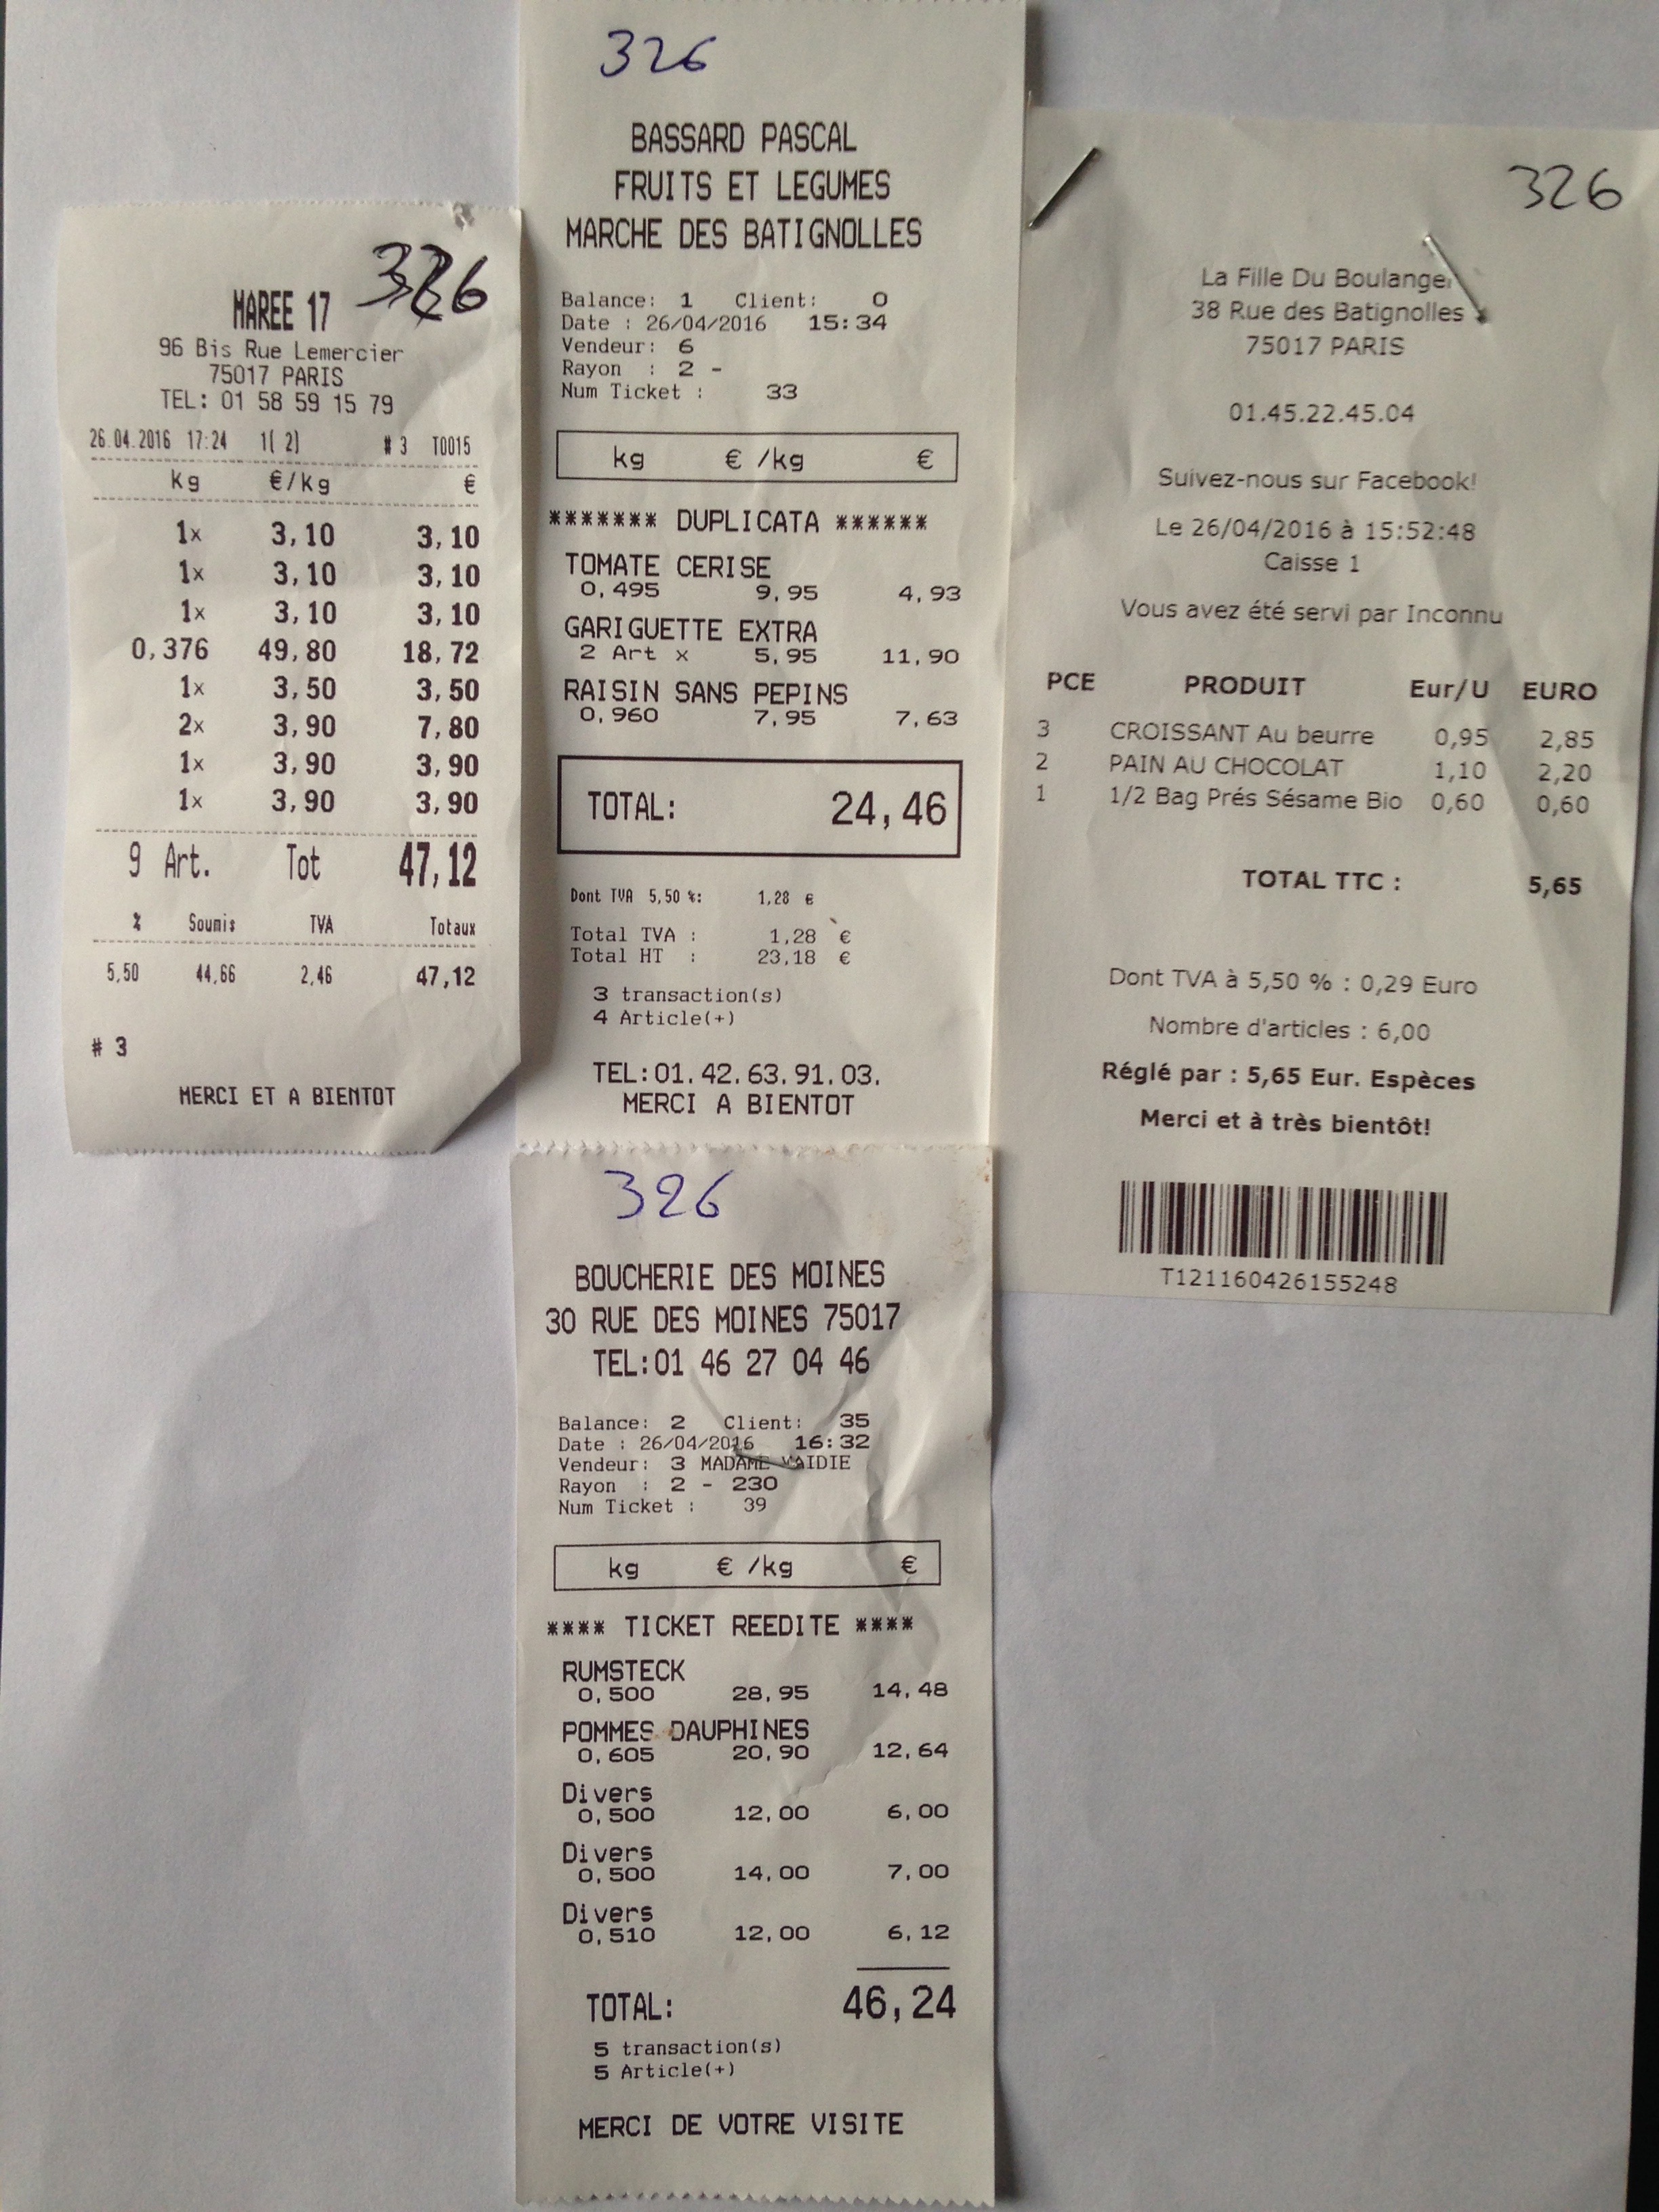 326
MAREE 17
96 Bis Rue Lemercier
75017 PARIS
TEL: 01 58 59 15 79
26.04.2016 17:24 1( 2) # 3 T0015
kg €/kg €
1x 3,10 3,10
1x 3,10 3,10
1x 3,10 3,10
0,376 49,80 18,72
1x 3,50 3,50
2x 3,90 7,80
1x 3,90 3,90
1x 3,90 3,90
9 Art. Tot 47,12
% Soumis TVA Totaux
5,50 44,66 2,46 47,12
# 3
MERCI ET A BIENTOT
326
BASSARD PASCAL
FRUITS ET LEGUMES
MARCHE DES BATIGNOLLES
Balance: 1 Client: 0
Date : 26/04/2016 15:34
Vendeur: 6
Rayon : 2 -
Num Ticket : 33
kg € /kg €
******* DUPLICATA ******
TOMATE CERISE
0,495 9,95 4,93
GARIGUETTE EXTRA
2 Art x 5,95 11,90
RAISIN SANS PEPINS
0,960 7,95 7,63
TOTAL: 24,46
Dont TVA 5,50 %: 1,28 €
Total TVA : 1,28 €
Total HT : 23,18 €
3 transaction(s)
4 Article(+)
TEL:01.42.63.91.03.
MERCI A BIENTOT
326
La Fille Du Boulanger
38 Rue des Batignolles
75017 PARIS
01.45.22.45.04
Suivez-nous sur Facebook!
Le 26/04/2016 à 15:52:48
Caisse 1
Vous avez été servi par Inconnu
PCE PRODUIT Eur/U EURO
3 CROISSANT Au beurre 0,95 2,85
2 PAIN AU CHOCOLAT 1,10 2,20
1 1/2 Bag Prés Sésame Bio 0,60 0,60
TOTAL TTC : 5,65
Dont TVA à 5,50 % : 0,29 Euro
Nombre d'articles : 6,00
Réglé par : 5,65 Eur. Espèces
Merci et à très bientôt!
T121160426155248
326
BOUCHERIE DES MOINES
30 RUE DES MOINES 75017
TEL:01 46 27 04 46
Balance: 2 Client: 35
Date : 26/04/2016 16:32
Vendeur: 3 MADAME
Rayon : 2 - 230
Num Ticket : 39
kg € /kg €
**** TICKET REEDITE ****
RUMSTECK
0,500 28,95 14,48
POMMES DAUPHINES
0,605 20,90 12,64
Divers
0,500 12,00 6,00
Divers
0,500 14,00 7,00
Divers
0,510 12,00 6,12
TOTAL: 46,24
5 transaction(s)
5 Article(+)
MERCI DE VOTRE VISITE